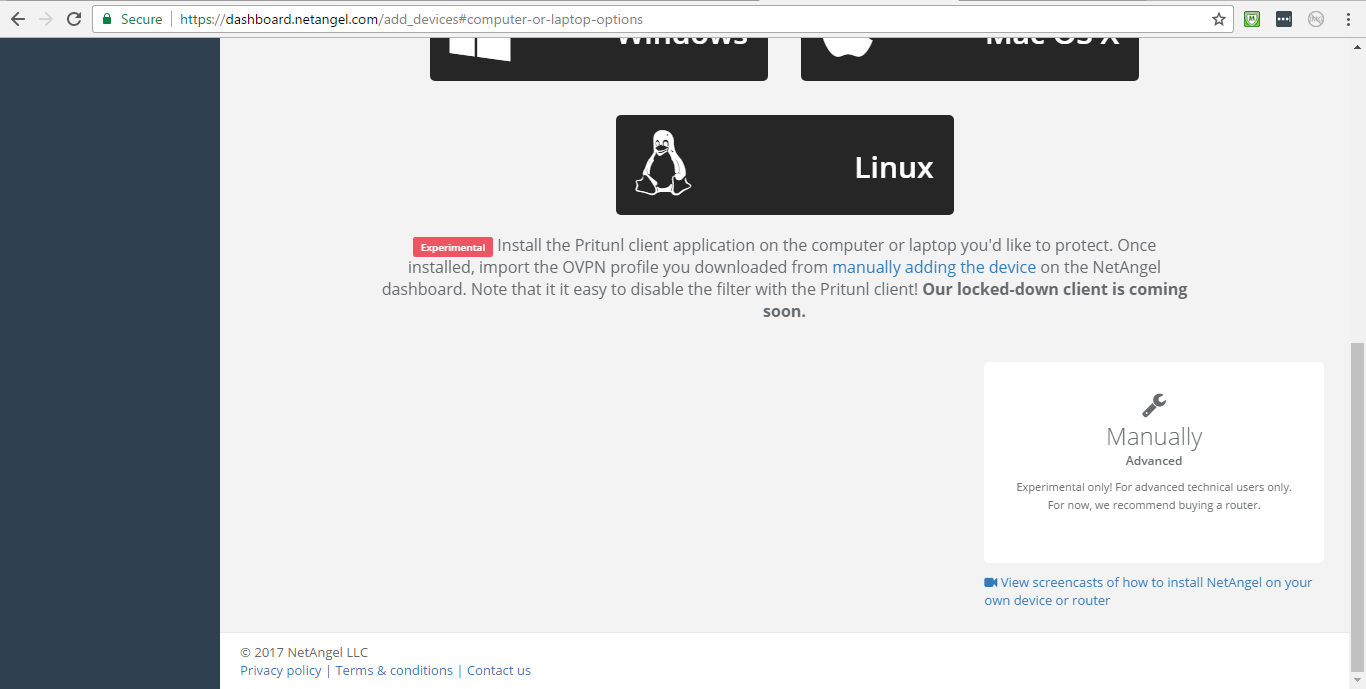 Secure
https://dashboard.netangel.com/add_devices#computer-or-laptop-options
Windows
Mac OS X
Linux
Experimental Install the Pritunl client application on the computer or laptop you'd like to protect. Once
installed, import the OVPN profile you downloaded from manually adding the device on the NetAngel
dashboard. Note that it it easy to disable the filter with the Pritunl client! Our locked-down client is coming
soon.
Manually
Advanced
Experimental only! For advanced technical users only.
For now, we recommend buying a router.
View screencasts of how to install NetAngel on your
own device or router
© 2017 NetAngel LLC
Privacy policy | Terms & conditions | Contact us